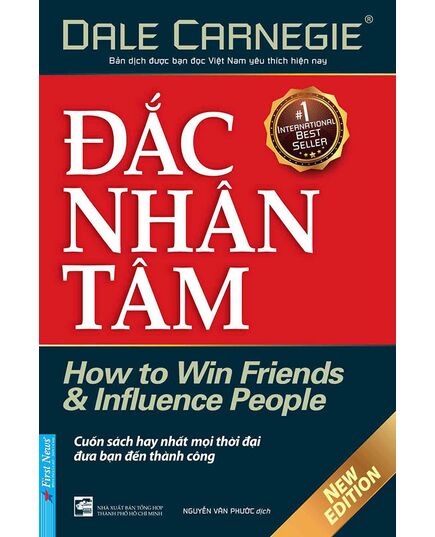 DALE CARNEGIE®
Bản dịch được bạn đọc Việt Nam yêu thích hiện nay
#1
INTERNATIONAL
BEST
SELLER
ĐẮC
NHÂN
TÂM
How to Win Friends
& Influence People
Cuốn sách hay nhất mọi thời đại
đưa bạn đến thành công
NEW
EDITION
First News
NHÀ XUẤT BẢN TỔNG HỢP
THÀNH PHỐ HỒ CHÍ MINH
NGUYỄN VĂN PHƯỚC dịch